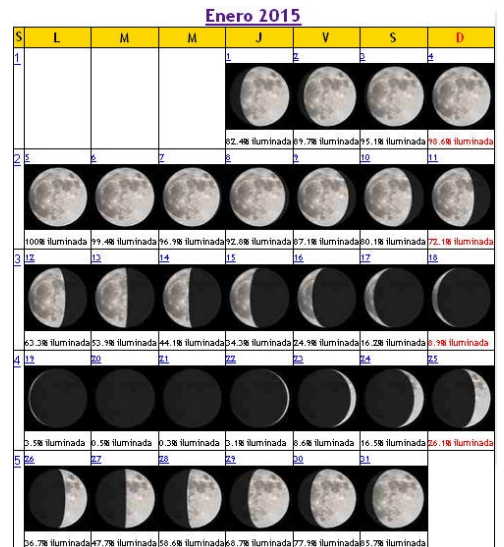 Enero 2015
S L M M J V S D
1 1 2 3 4
82.4% iluminada 89.7% iluminada 95.1% iluminada 98.6% iluminada
2 5 6 7 8 9 10 11
100% iluminada 99.4% iluminada 96.9% iluminada 92.8% iluminada 87.1% iluminada 80.1% iluminada 72.1% iluminada
3 12 13 14 15 16 17 18
63.3% iluminada 53.9% iluminada 44.1% iluminada 34.3% iluminada 24.9% iluminada 16.2% iluminada 8.9% iluminada
4 19 20 21 22 23 24 25
3.5% iluminada 0.5% iluminada 0.3% iluminada 3.1% iluminada 8.6% iluminada 16.5% iluminada 26.1% iluminada
5 26 27 28 29 30 31
36.7% iluminada 47.7% iluminada 58.6% iluminada 68.7% iluminada 77.9% iluminada 85.7% iluminada